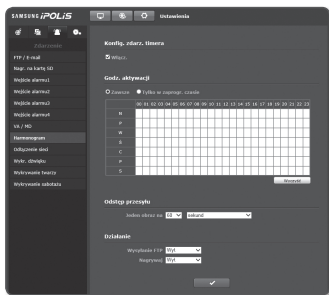 SAMSUNG iPOLiS
Ustawienia
Zdarzenie
FTP / E-mail
Nagr. na kartę SD
Wejście alarmu1
Wejście alarmu2
Wejście alarmu3
Wejście alarmu4
VA / MD
Harmonogram
Odłączenie sieci
Wykr. dźwięku
Wykrywanie twarzy
Wykrywanie sabotażu
Konfig. zdarz. timera
Włącz.
Godz. aktywacji
Zawsze Tylko w zaprogr. czasie
00 01 02 03 04 05 06 07 08 09 10 11 12 13 14 15 16 17 18 19 20 21 22 23
N
P
W
S
C
P
S
Wyczyść
Odstęp przesyłu
Jeden obraz na 60 sekund
Działanie
Wysyłanie FTP Wył
Nagrywaj Wył